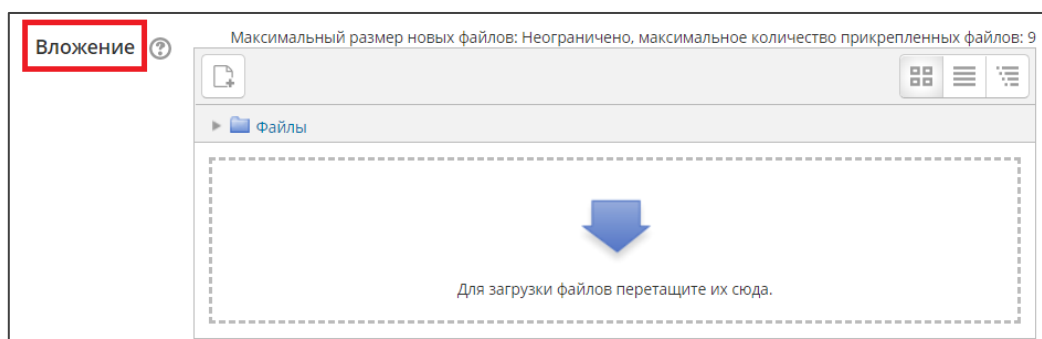 Вложение
Максимальный размер новых файлов: Неограничено, максимальное количество прикрепленных файлов: 9
Файлы
Для загрузки файлов перетащите их сюда.